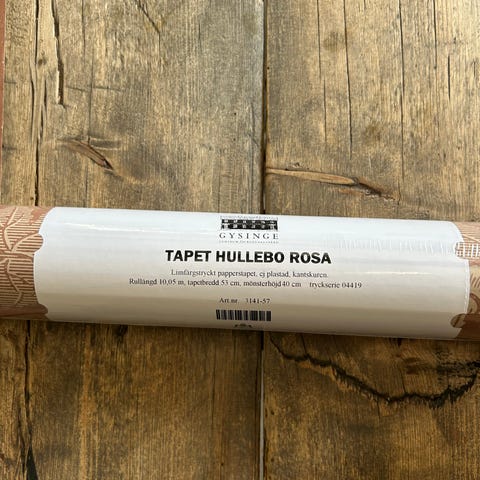 GYSINGE
TAPET HULLEBO ROSA
Limfärgstryckt papperstapet, ej plastad, kantskuren.
Rullängd 10,05 m, tapetbredd 53 cm, mönsterhöjd 40 cm tryckserie 04419
Art.nr. 3141-57